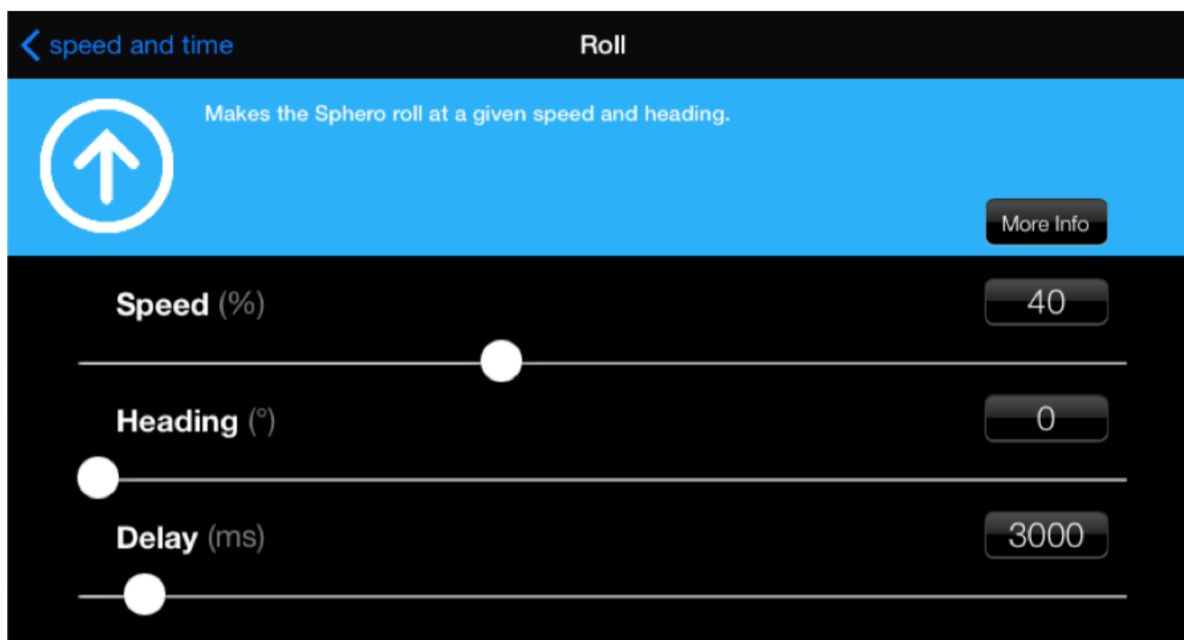 speed and time
Roll
Makes the Sphero roll at a given speed and heading.
More Info
Speed (%)
40
Heading (°)
0
Delay (ms)
3000